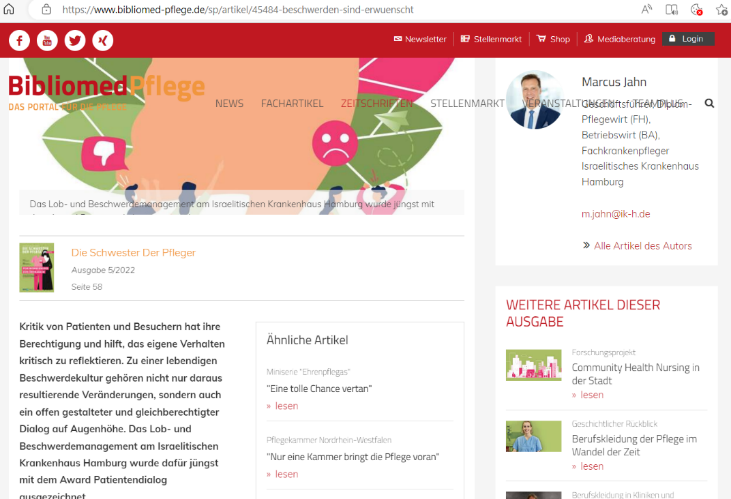 https://www.bibliomed-pflege.de/sp/artikel/45484-beschwerden-sind-erwuenscht
Newsletter
Stellenmarkt
Shop
Mediaberatung
Login
BibliomedPflege
DAS PORTAL FÜR DIE PFLEGE
NEWS
FACHARTIKEL
ZEITSCHRIFTEN
STELLENMARKT
VERANSTALTUNGEN
TEAMPLUS
Das Lob- und Beschwerdemanagement am Israelitischen Krankenhaus Hamburg wurde jüngst mit
Die Schwester Der Pfleger
Ausgabe 5/2022
Seite 58
Kritik von Patienten und Besuchern hat ihre
Berechtigung und hilft, das eigene Verhalten
kritisch zu reflektieren. Zu einer lebendigen
Beschwerdekultur gehören nicht nur daraus
resultierende Veränderungen, sondern auch
ein offen gestalteter und gleichberechtigter
Dialog auf Augenhöhe. Das Lob- und
Beschwerdemanagement am Israelitischen
Krankenhaus Hamburg wurde dafür jüngst
mit dem Award Patientendialog
ausgezeichnet.
Ähnliche Artikel
Miniserie "Ehrenpflegas"
"Eine tolle Chance vertan"
» lesen
Pflegekammer Nordrhein-Westfalen
"Nur eine Kammer bringt die Pflege voran"
» lesen
Marcus Jahn
Geschäftsführer, Diplom-
Pflegewirt (FH),
Betriebswirt (BA),
Fachkrankenpfleger
Israelitisches Krankenhaus
Hamburg
m.jahn@ik-h.de
» Alle Artikel des Autors
WEITERE ARTIKEL DIESER
AUSGABE
Forschungsprojekt
Community Health Nursing in
der Stadt
» lesen
Geschichtlicher Rückblick
Berufskleidung der Pflege im
Wandel der Zeit
» lesen
Berufskleidung in Kliniken und